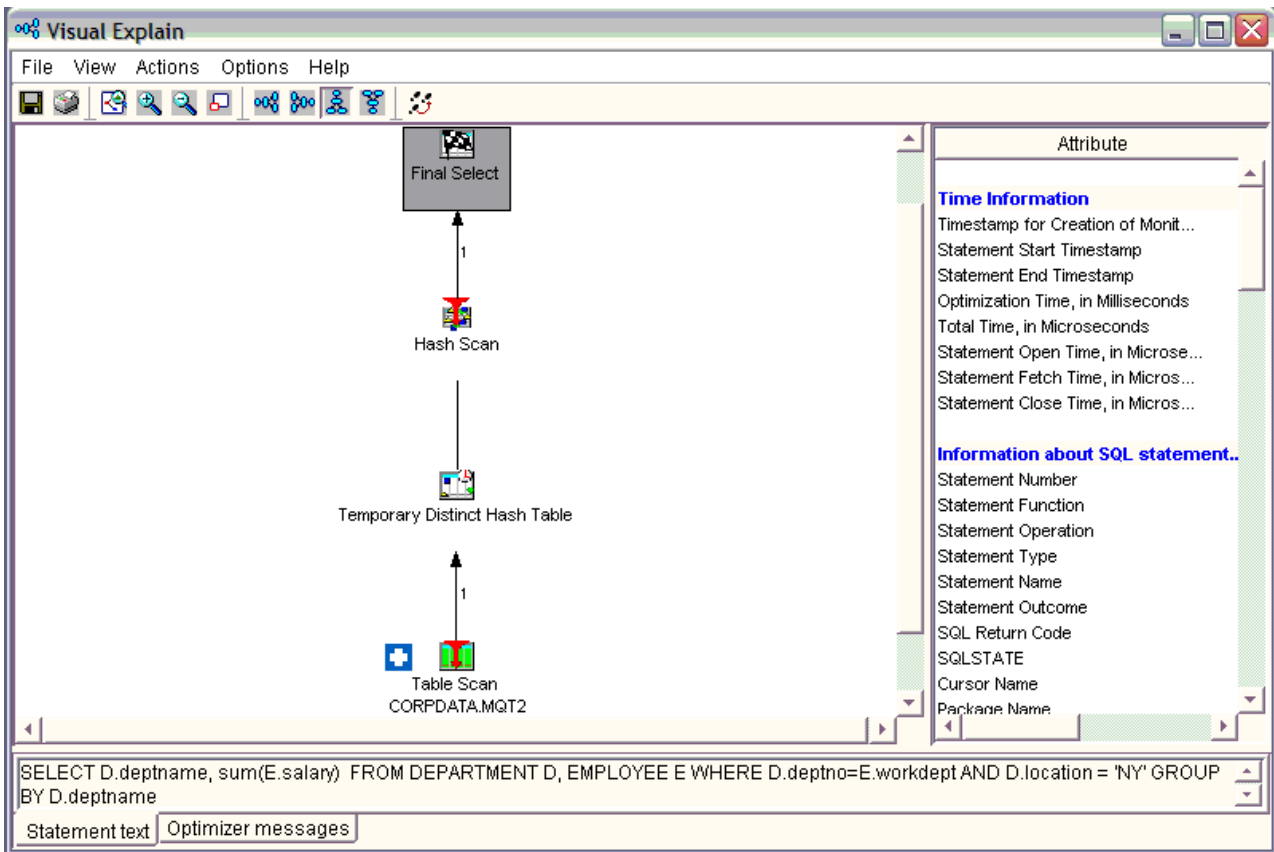 Visual Explain
File View Actions Options Help
Final Select
1
Hash Scan
Temporary Distinct Hash Table
1
Table Scan
CORPDATA.MQT2
Attribute
Time Information
Timestamp for Creation of Monit...
Statement Start Timestamp
Statement End Timestamp
Optimization Time, in Milliseconds
Total Time, in Microseconds
Statement Open Time, in Microse...
Statement Fetch Time, in Micros...
Statement Close Time, in Micros...
Information about SQL statement..
Statement Number
Statement Function
Statement Operation
Statement Type
Statement Name
Statement Outcome
SQL Return Code
SQLSTATE
Cursor Name
Package Name
SELECT D.deptname, sum(E.salary) FROM DEPARTMENT D, EMPLOYEE E WHERE D.deptno=E.workdept AND D.location = 'NY' GROUP
BY D.deptname
Statement text Optimizer messages